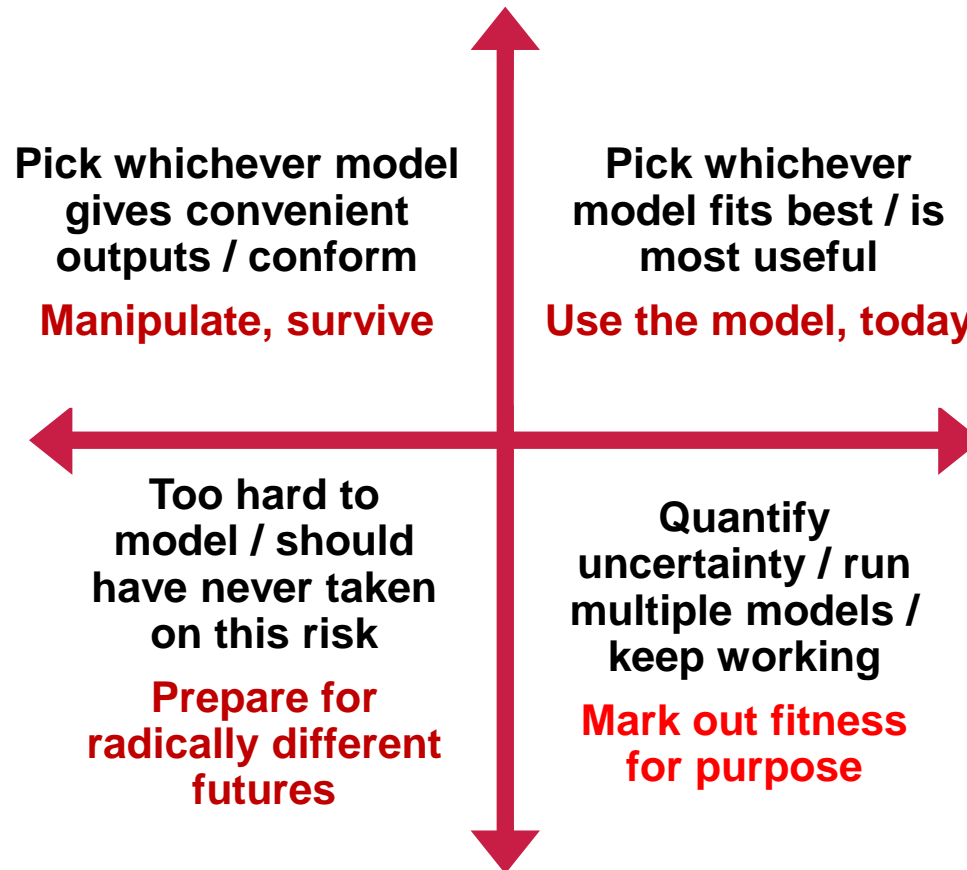 Pick whichever model
gives convenient
outputs / conform
Manipulate, survive
Pick whichever
model fits best / is
most useful
Use the model, today
Too hard to
model / should
have never taken
on this risk
Prepare for
radically different
futures
Quantify
uncertainty / run
multiple models /
keep working
Mark out fitness
for purpose